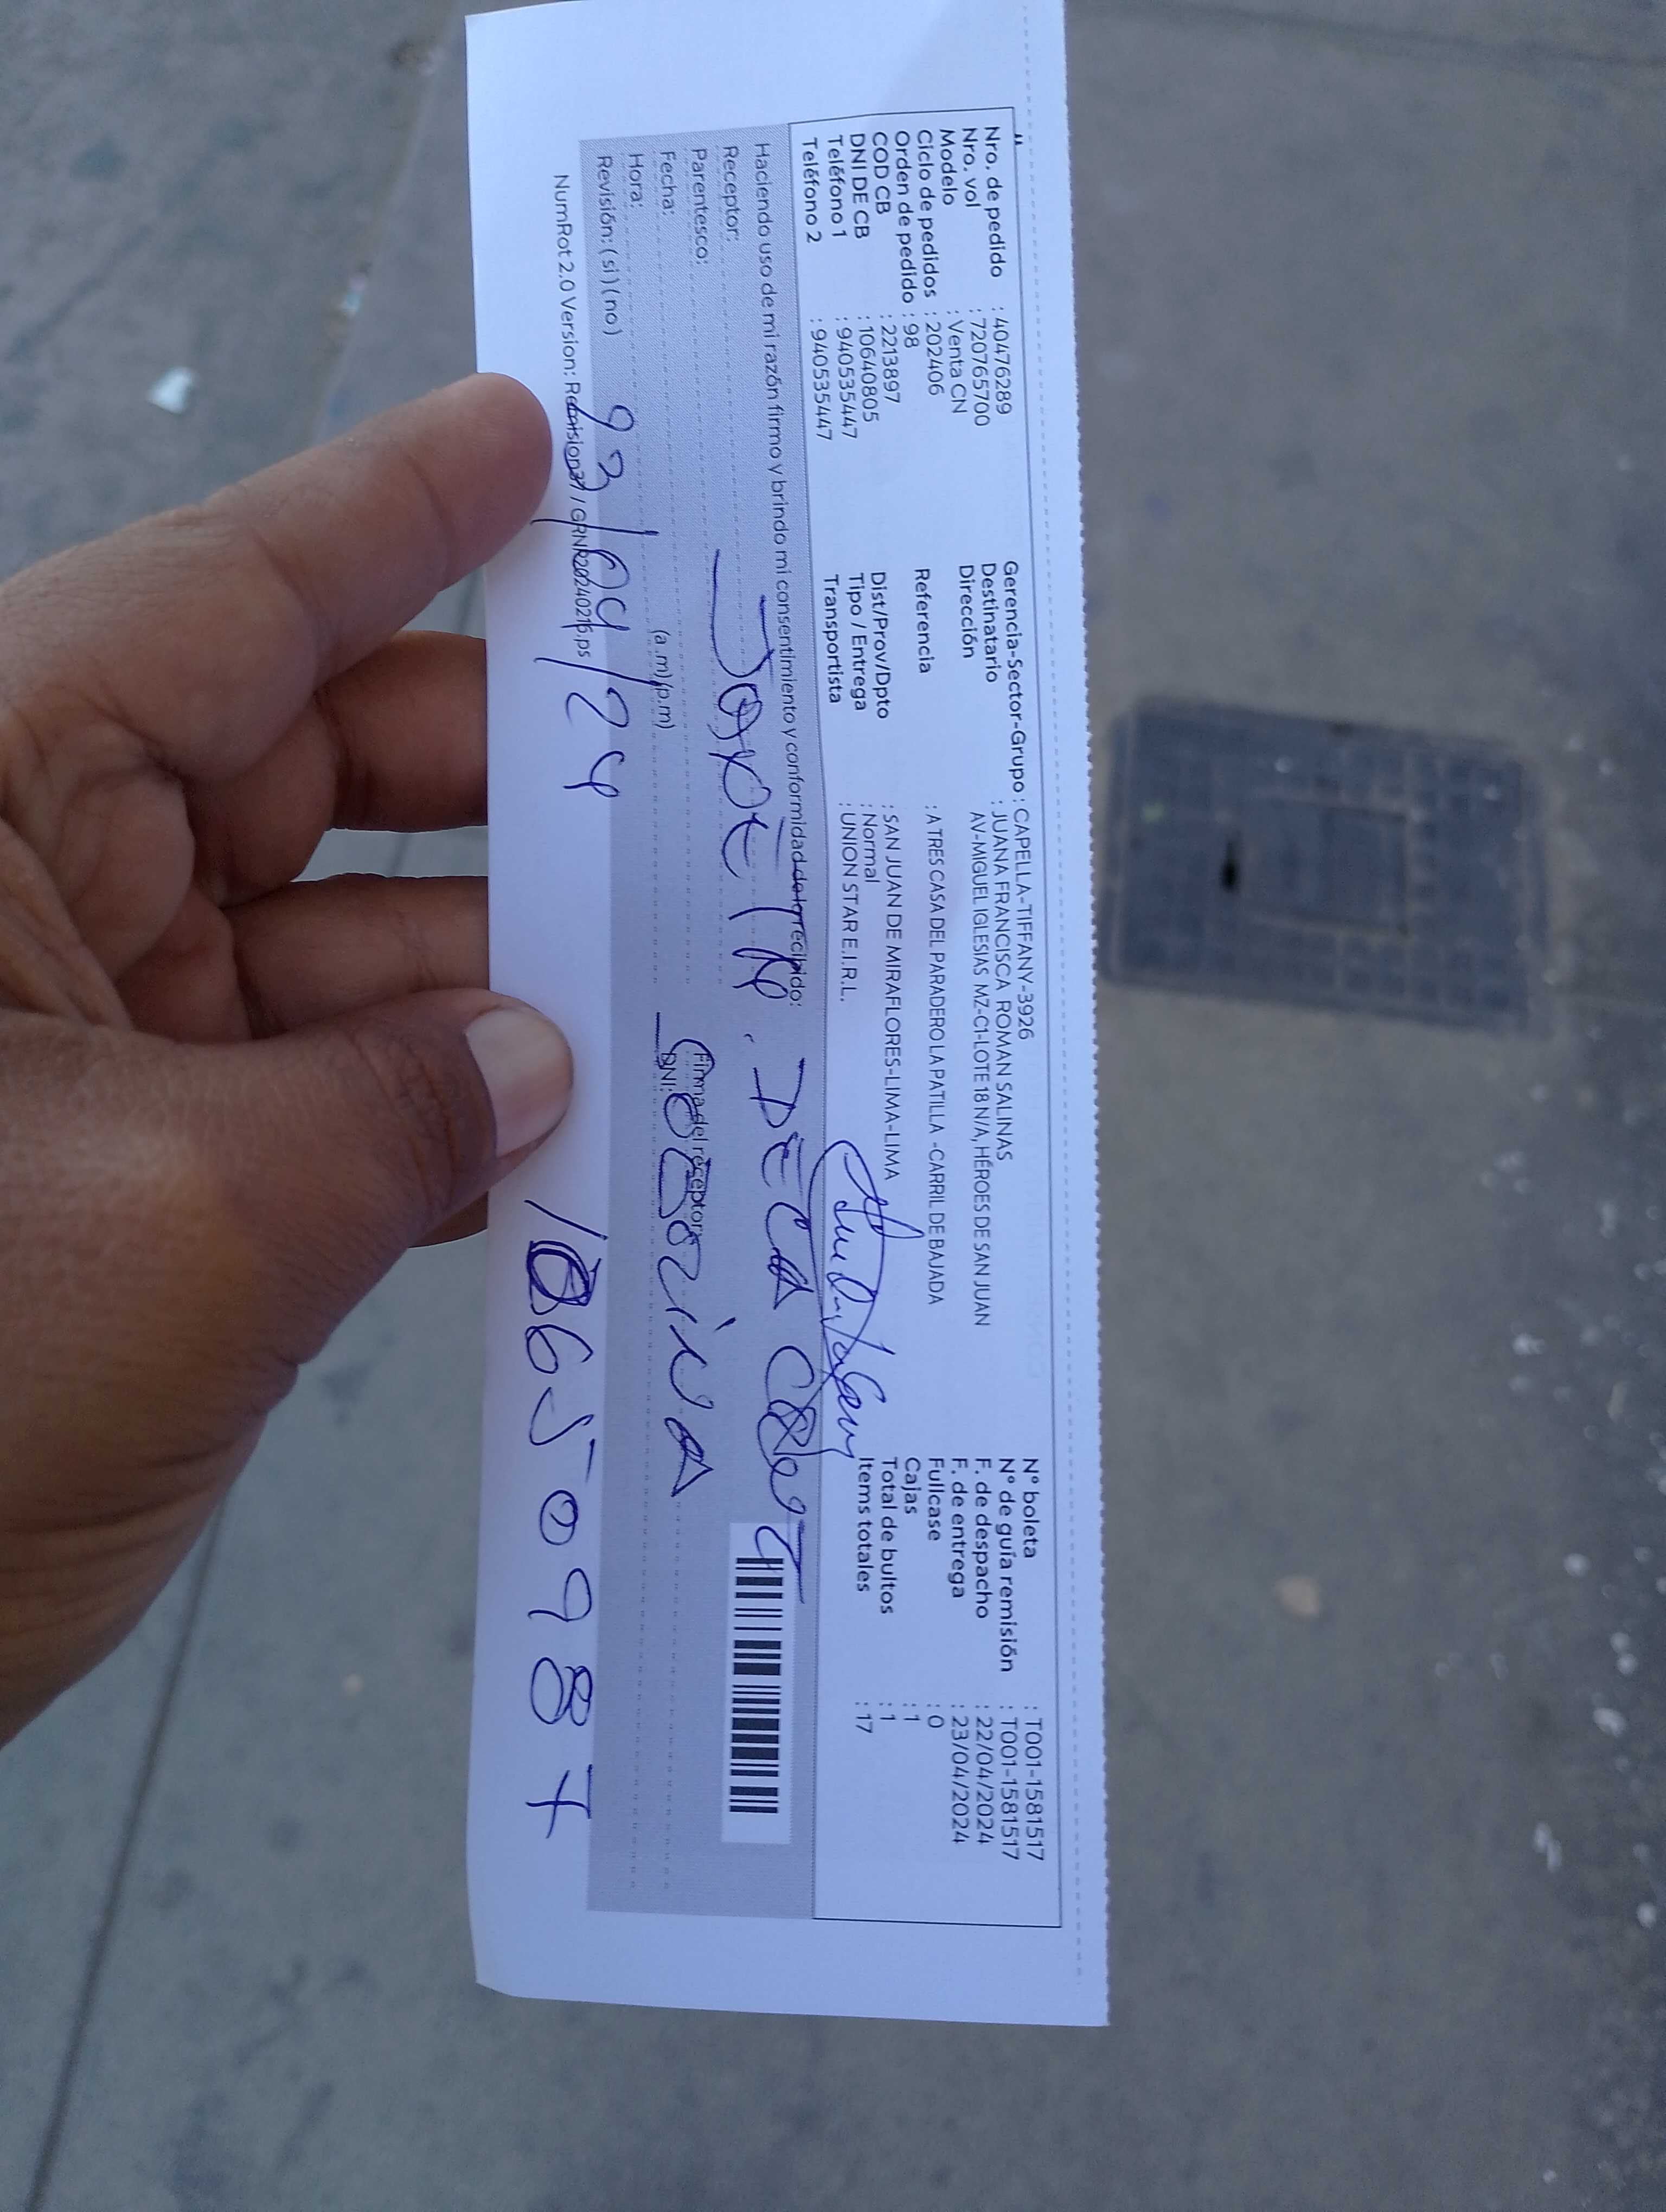 Nro. de pedido : 40476289
Nro. vol : 720765700
Modelo : Venta CN
Ciclo de pedidos : 202406
Orden de pedido : 98
COD CB : 2213897
DNI DE CB : 10640805
Teléfono 1 : 940535447
Teléfono 2 : 940535447
Gerencia-Sector-Grupo : CAPELLA-TIFFANY-3926
Destinatario : JUANA FRANCISCA ROMAN SALINAS
Dirección AV-MIGUEL IGLESIAS MZ-C1-LOTE 18 N/A, HÉROES DE SAN JUAN
Referencia : A TRES CASA DEL PARADERO LA PATILLA -CARRIL DE BAJADA
Dist/Prov/Dpto : SAN JUAN DE MIRAFLORES-LIMA-LIMA
Tipo / Entrega : Normal
Transportista : UNION STAR E.I.R.L.
N° boleta : T001-1581517
N° de guía remisión : T001-1581517
F. de despacho : 22/04/2024
F. de entrega : 23/04/2024
Fullcase : 0
Cajas : 1
Total de bultos : 1
Items totales : 17
Haciendo uso de mi razón firmo y brindo mi consentimiento y conformidad de lo recibido:
Receptor:
Parentesco:
Fecha:
Hora: (a.m) (p.m)
Revisión: (si) (no)
Firma del receptor
DNI:
DE LA
23/04/24
10650987
NumRot 2.0 Version: Remision31 / GRNR20240215.ps